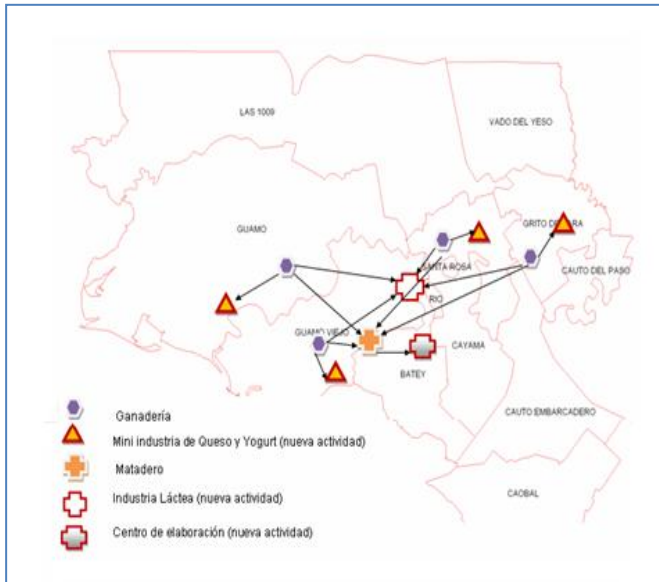 LAS 1009
VADO DEL YESO
GUAMO
SANTA ROSA
CAUTO DEL PASO
RIO
GUAMO VIEJO
CAYAMA
BATEY
CAUTO EMBARCADERO
CAOBAL
Ganadería
Mini industria de Queso y Yogurt (nueva actividad)
Matadero
Industria Láctea (nueva actividad)
Centro de elaboración (nueva actividad)